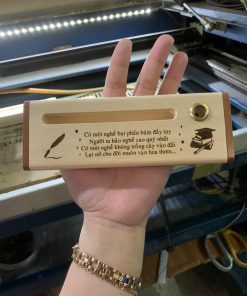 Có một nghề bụi phấn bám đầy tay
Người ta bảo nghề cao quý nhất
Có một nghề không trồng cây vào đất
Lại nở cho đời muôn vạn hoa thơm...